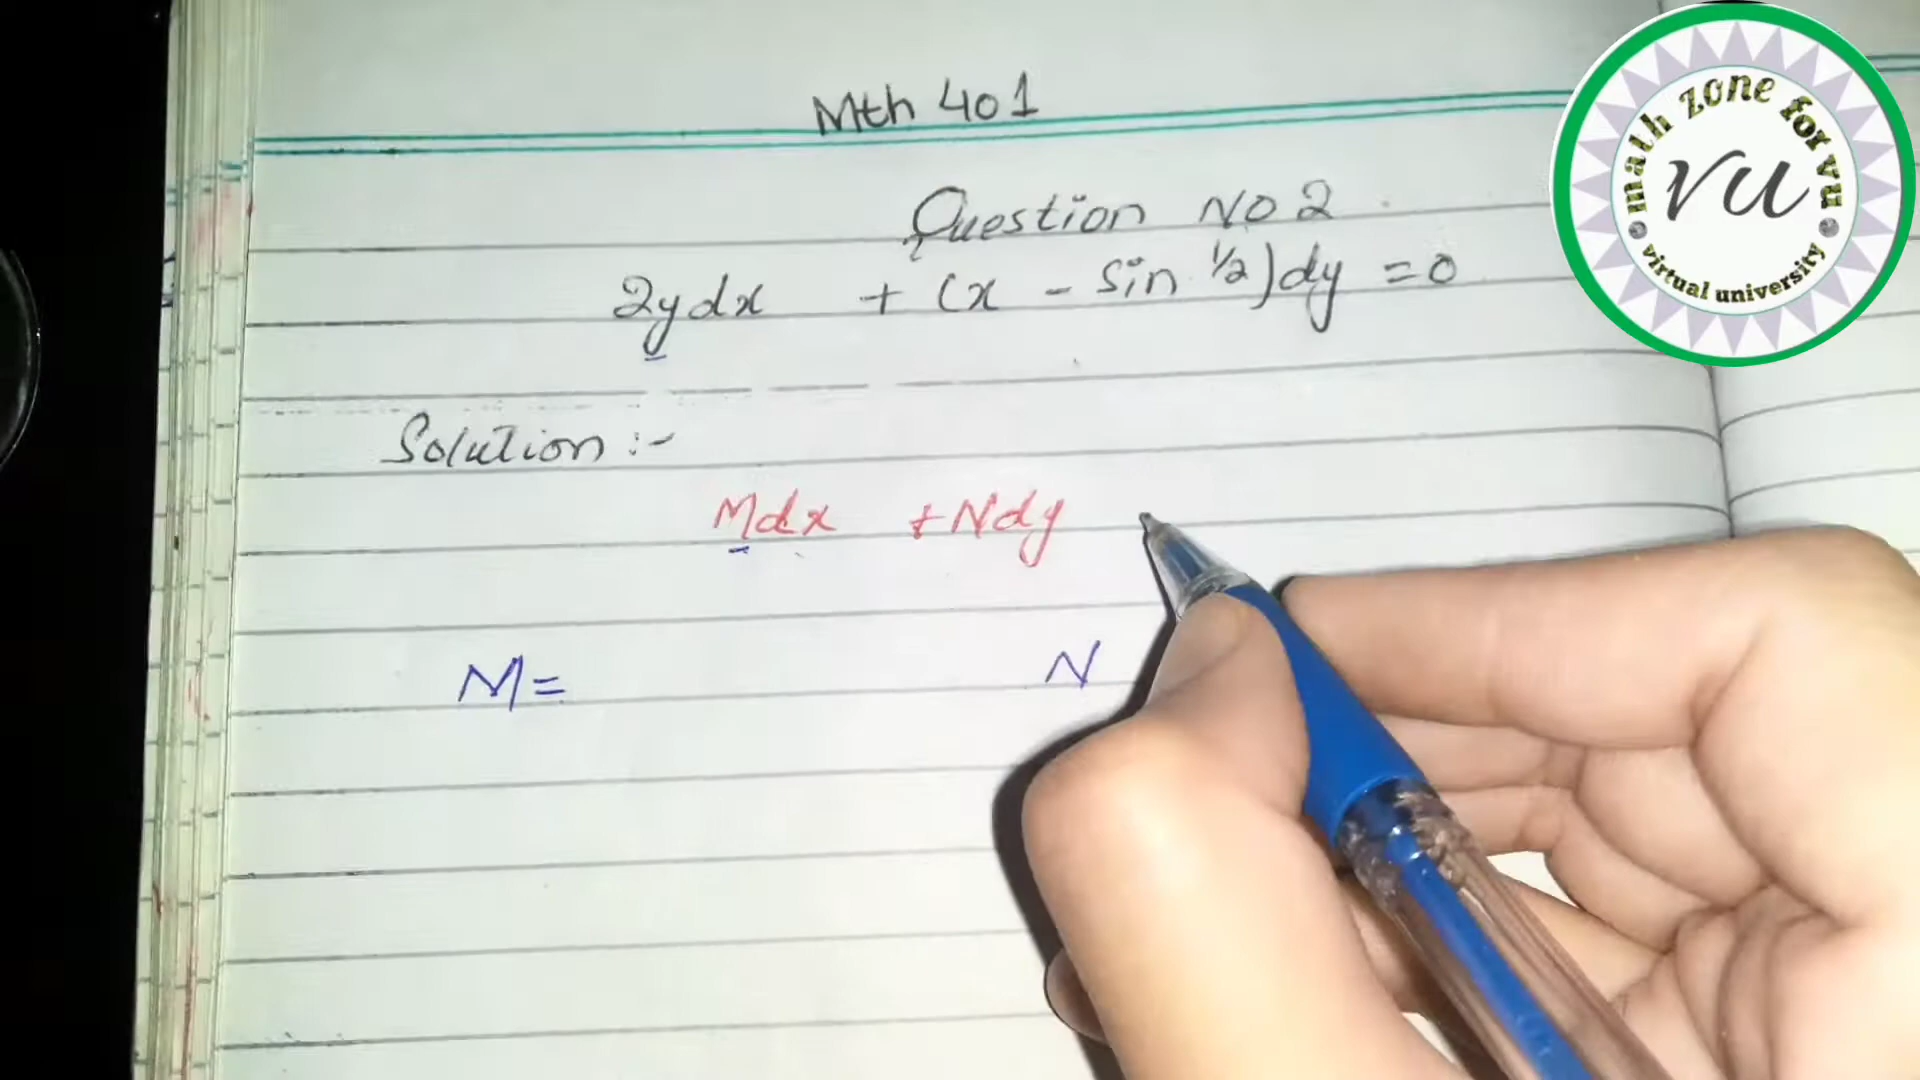 Mth 401
Question No 2
2ydx + (x - sin 1/2)dy = 0
Solution :-
Mdx + Ndy
M =
N
math zone for vu
vu
virtual university